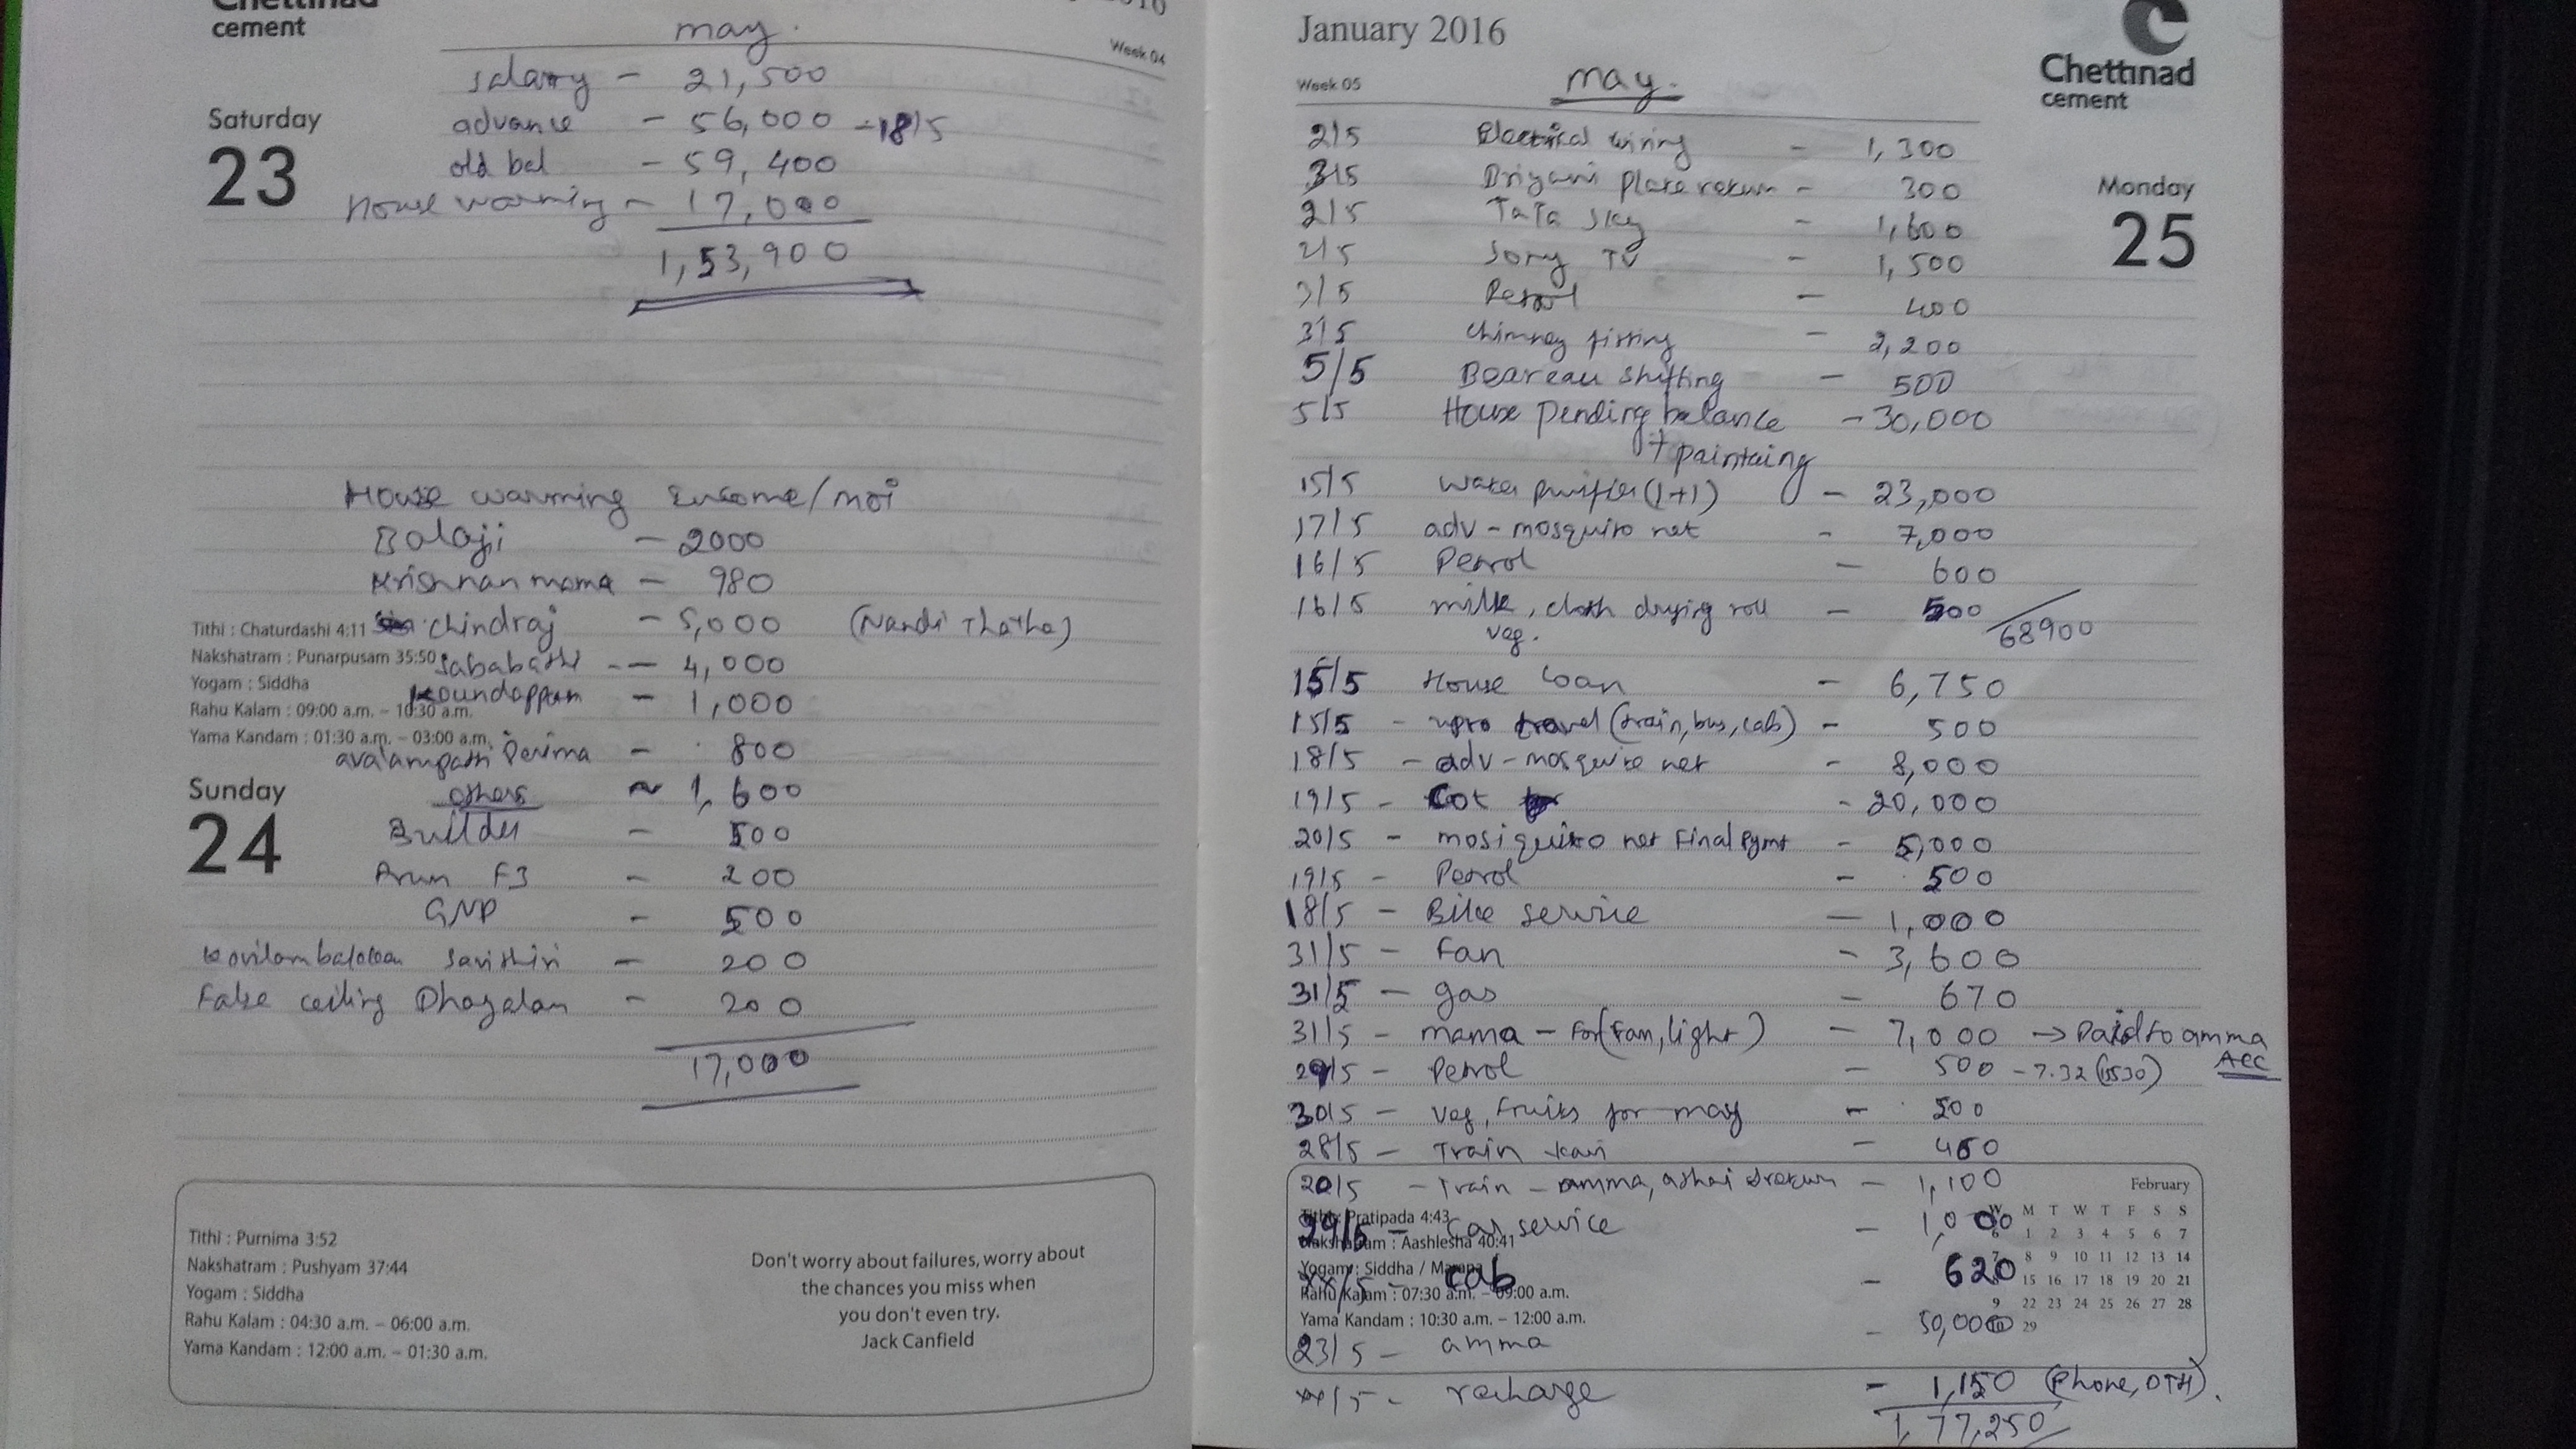 Chettinad
cement
2016
Week 04
may.
salary - 21,500
Saturday
23
advance - 56,000 - 18/5
old bal - 59,400
House warming - 17,000
1,53,900
House warming Income/moi
Balaji - 2000
Krishnan mama - 980
Tithi : Chaturdashi 4:11
chindraj - 5,000 (Nandi Thatha)
Nakshatram : Punarpusam 35:50
Sababathi - 4,000
Yogam : Siddha
Koundappam - 1,000
Rahu Kalam : 09:00 a.m. – 10:30 a.m.
Yama Kandam : 01:30 a.m. – 03:00 a.m.
avalampatti Perima - 800
Sunday
24
others ~ 1,600
Builder - 500
Arun F3 - 200
GNP - 500
Savithiri - 200
False ceiling Dhayalan - 200
17,000
Tithi : Purnima 3:52
Nakshatram : Pushyam 37:44
Yogam : Siddha
Rahu Kalam : 04:30 a.m. – 06:00 a.m.
Yama Kandam : 12:00 a.m. – 01:30 a.m.
Don't worry about failures, worry about
the chances you miss when
you don't even try.
Jack Canfield
January 2016
Week 05
may.
Chettinad
cement
Monday
25
2/5 Electrical wiring - 1,300
3/5 Briyani plate return - 300
2/5 TATA Sky - 1,600
2/5 Sony TV - 1,500
3/5 Petrol - 400
3/5 chimney fitting - 2,200
5/5 Beareau shifting - 500
5/5 House pending balance - 30,000
+ paintaing
15/5 water purifier (1+1) - 23,000
17/5 adv - mosquito net - 7,000
16/5 Petrol - 600
16/5 milk, cloth drying roll - 500
veg.
68900
15/5 House Loan - 6,750
15/5 - travel (train, bus, cab) - 500
18/5 - adv - mosquito net - 8,000
19/5 - Cot - 20,000
20/5 - mosiquito net Final Pymt - 5,000
19/5 - Petrol - 500
18/5 - Bike service - 1,000
31/5 - Fan - 3,600
31/5 - gas - 670
31/5 - mama - For (Fan, light) - 7,000 → Paid to amma
Acc
29/5 - Petrol - 500 - 7.32
30/5 - Veg, Fruits for may - 500
28/5 - Train - 460
20/5 - Train - amma, athai return - 1,100
Tithi : Pratipada 4:43
29/5 - Car service - 1,000
Nakshatram : Aashlesha 40:41
Yogam : Siddha / Marana
xx/5 - cab - 620
Rahu Kalam : 07:30 a.m. – 09:00 a.m.
Yama Kandam : 10:30 a.m. – 12:00 a.m.
23/5 - amma - 50,000
February
W M T W T F S S
6 1 2 3 4 5 6 7
7 8 9 10 11 12 13 14
15 16 17 18 19 20 21
9 22 23 24 25 26 27 28
10 29
xx/5 - recharge - 1,150 (Phone, DTH).
1,77,250